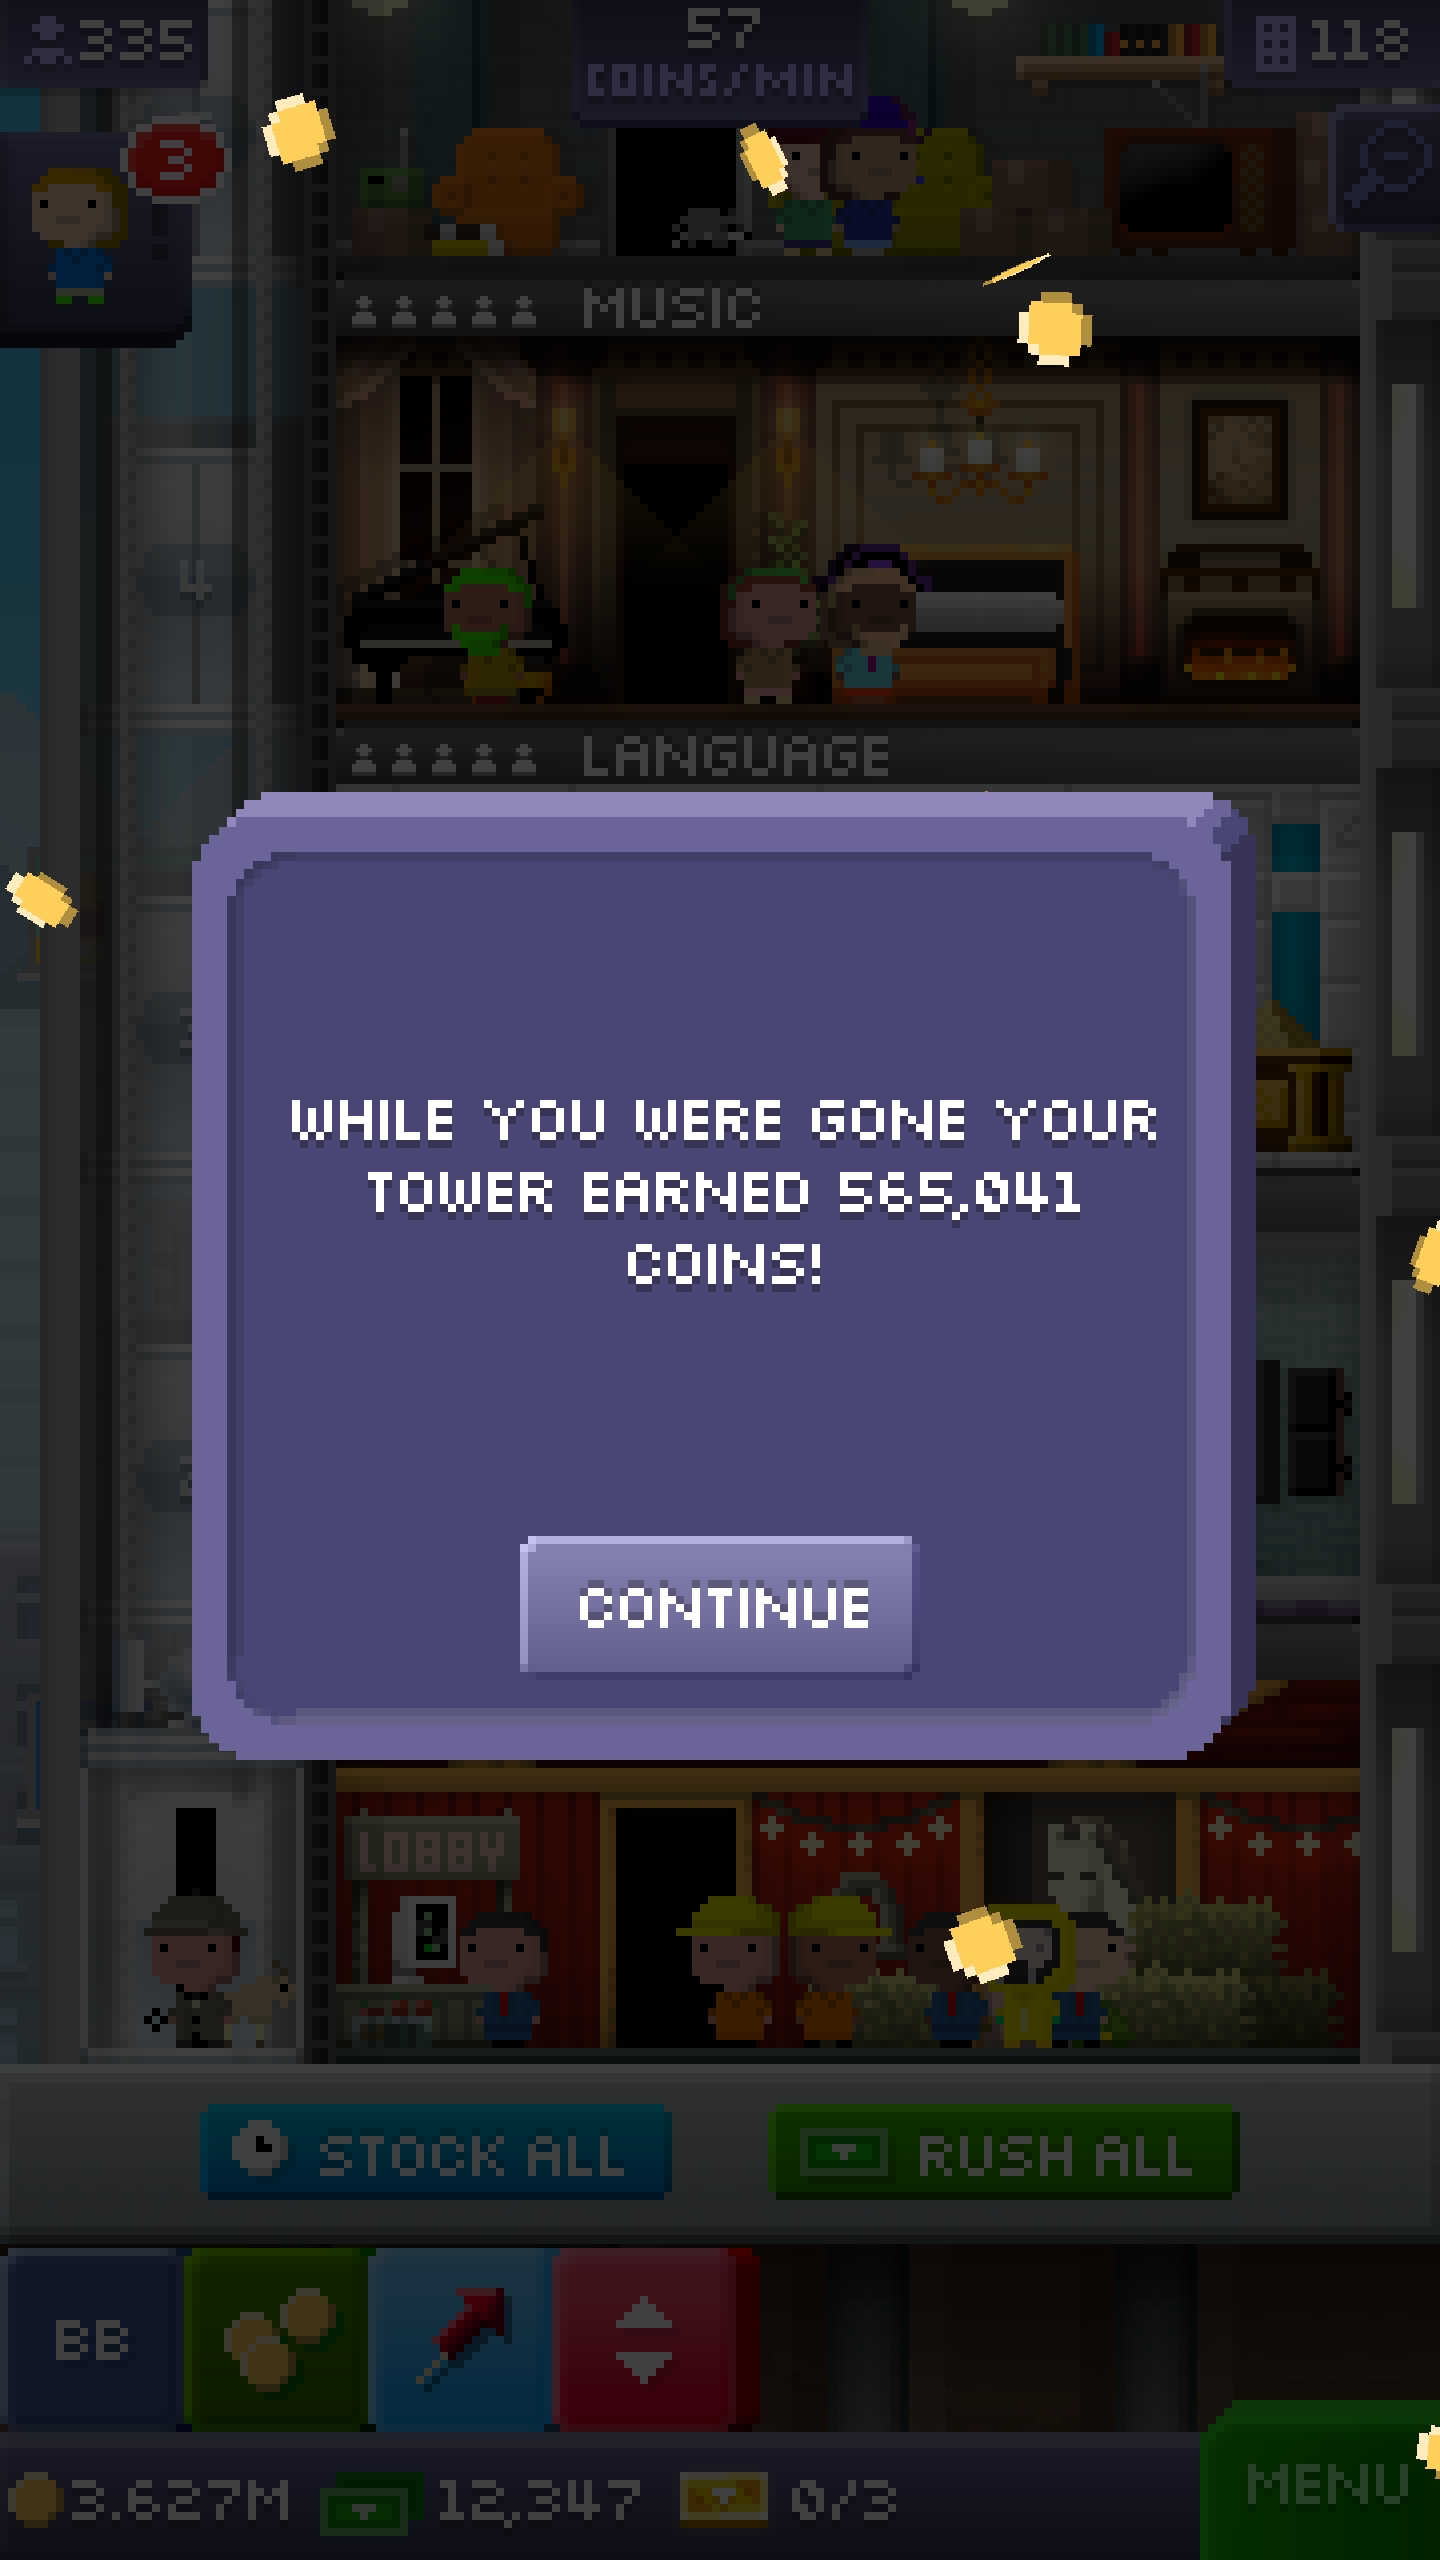 335
57
COINS/MIN
118
3
MUSIC
4
LANGUAGE
WHILE YOU WERE GONE YOUR
TOWER EARNED 565,041
COINS!
CONTINUE
LOBBY
STOCK ALL
RUSH ALL
BB
3.627M
12,347
0/3
MENU